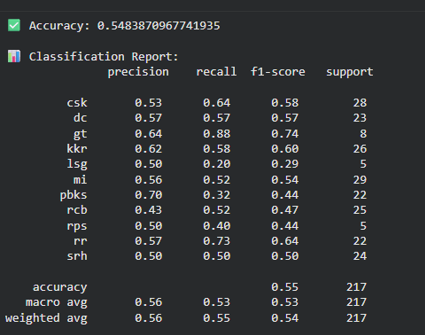 ✅ Accuracy: 0.5483870967741935
📊 Classification Report:
precision recall f1-score support
csk 0.53 0.64 0.58 28
dc 0.57 0.57 0.57 23
gt 0.64 0.88 0.74 8
kkr 0.62 0.58 0.60 26
lsg 0.50 0.20 0.29 5
mi 0.56 0.52 0.54 29
pbks 0.70 0.32 0.44 22
rcb 0.43 0.52 0.47 25
rps 0.50 0.40 0.44 5
rr 0.57 0.73 0.64 22
srh 0.50 0.50 0.50 24
accuracy 0.55 217
macro avg 0.56 0.53 0.53 217
weighted avg 0.56 0.55 0.54 217